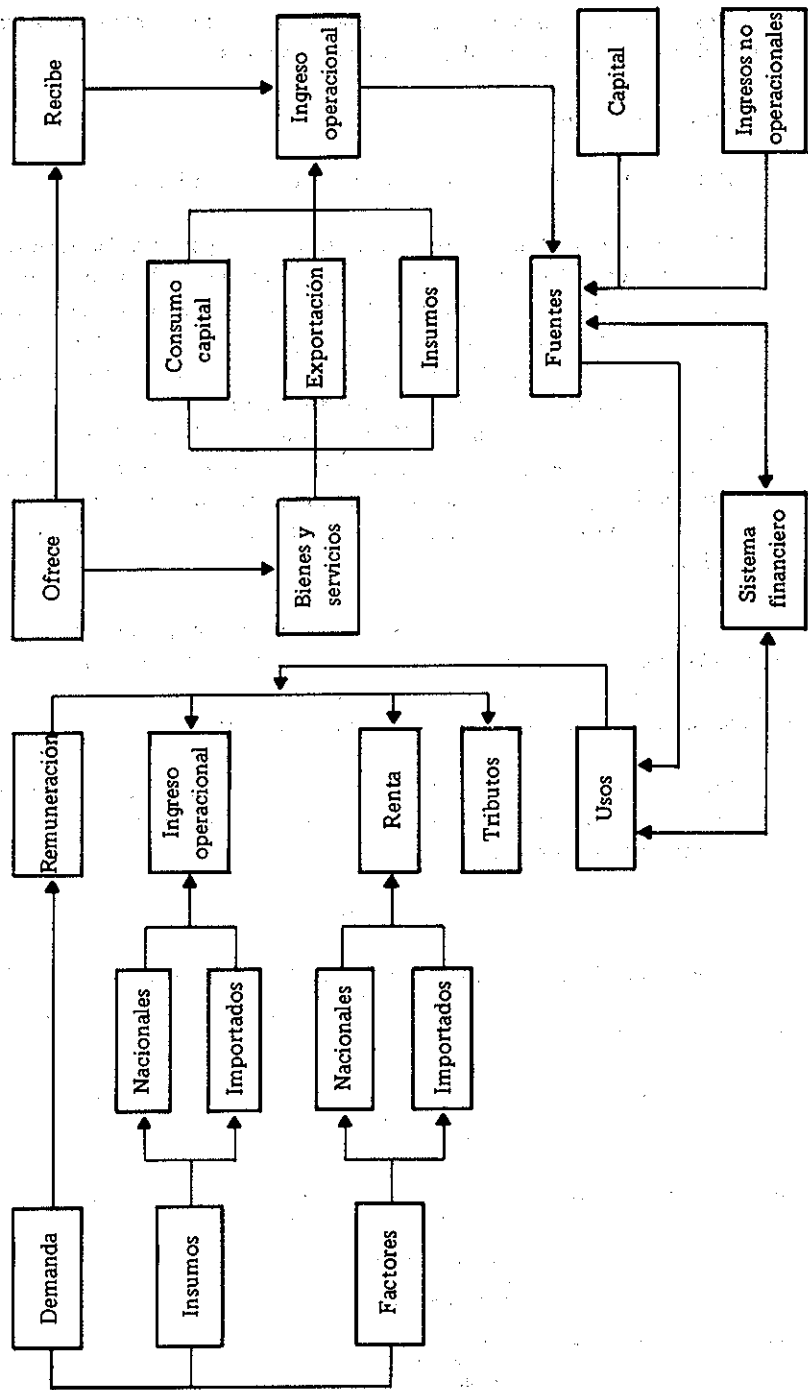 Demanda
Remuneración
Ofrece
Recibe
Insumos
Nacionales
Importados
Ingreso
operacional
Bienes y
servicios
Consumo
capital
Exportación
Insumos
Ingreso
operacional
Factores
Nacionales
Importados
Renta
Tributos
Usos
Fuentes
Capital
Sistema
financiero
Ingresos no
operacionales